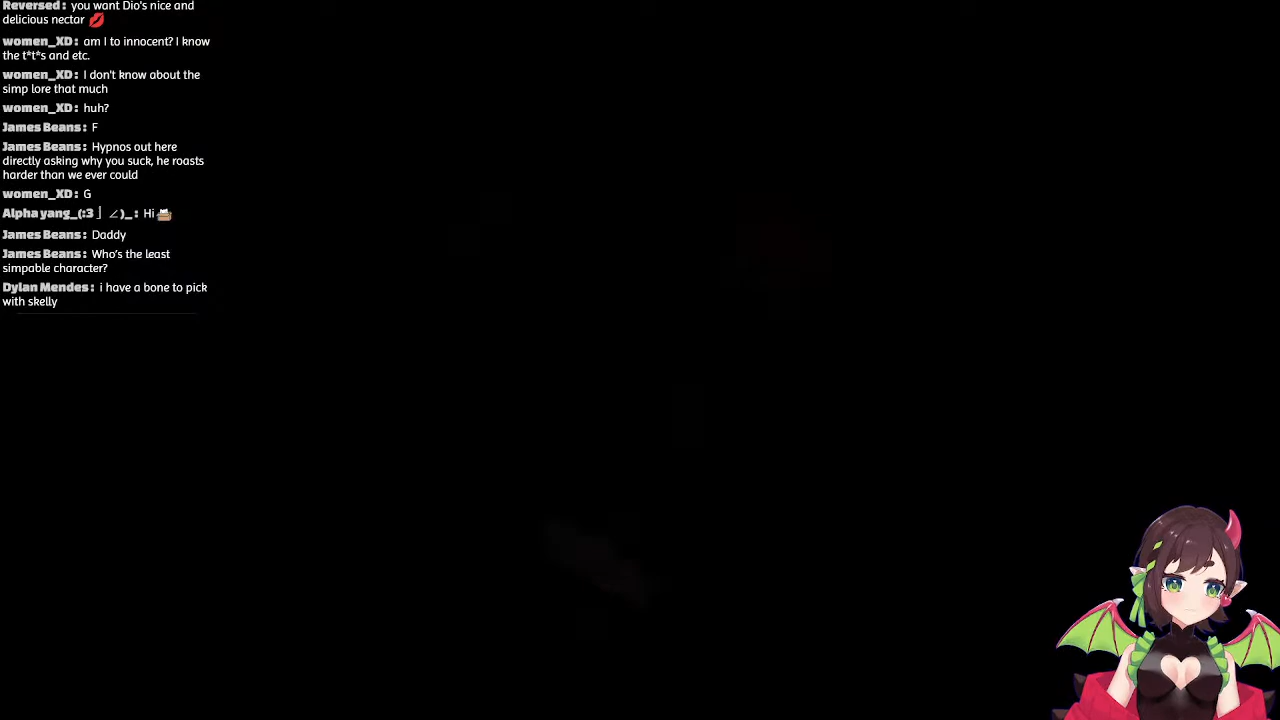 Reversed: you want Dio's nice and
delicious nectar 💋
women_XD: am I to innocent? I know
the t*t*s and etc.
women_XD: I don't know about the
simp lore that much
women_XD: huh?
James Beans: F
James Beans: Hypnos out here
directly asking why you suck, he roasts
harder than we ever could
women_XD: G
Alpha yang_(:3 」∠)_: Hi
James Beans: Daddy
James Beans: Who's the least
simpable character?
Dylan Mendes: i have a bone to pick
with skelly